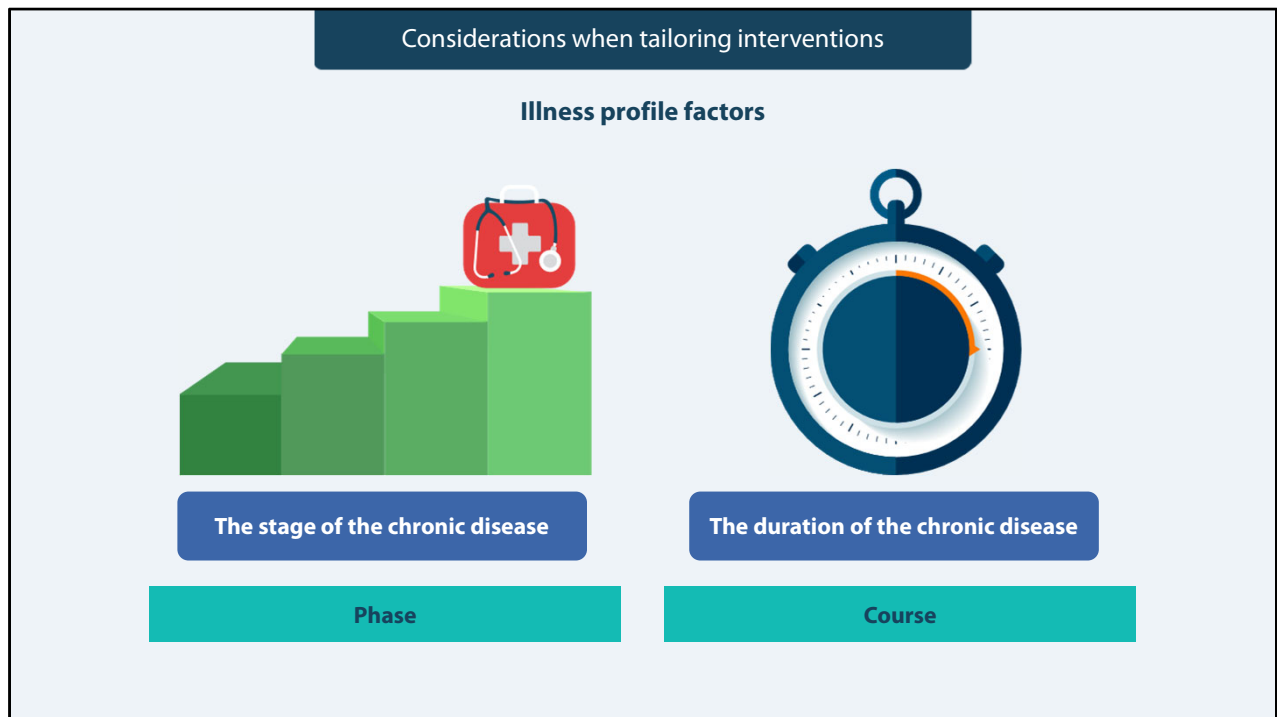 Considerations when tailoring interventions
Illness profile factors
The stage of the chronic disease
The duration of the chronic disease
Phase
Course